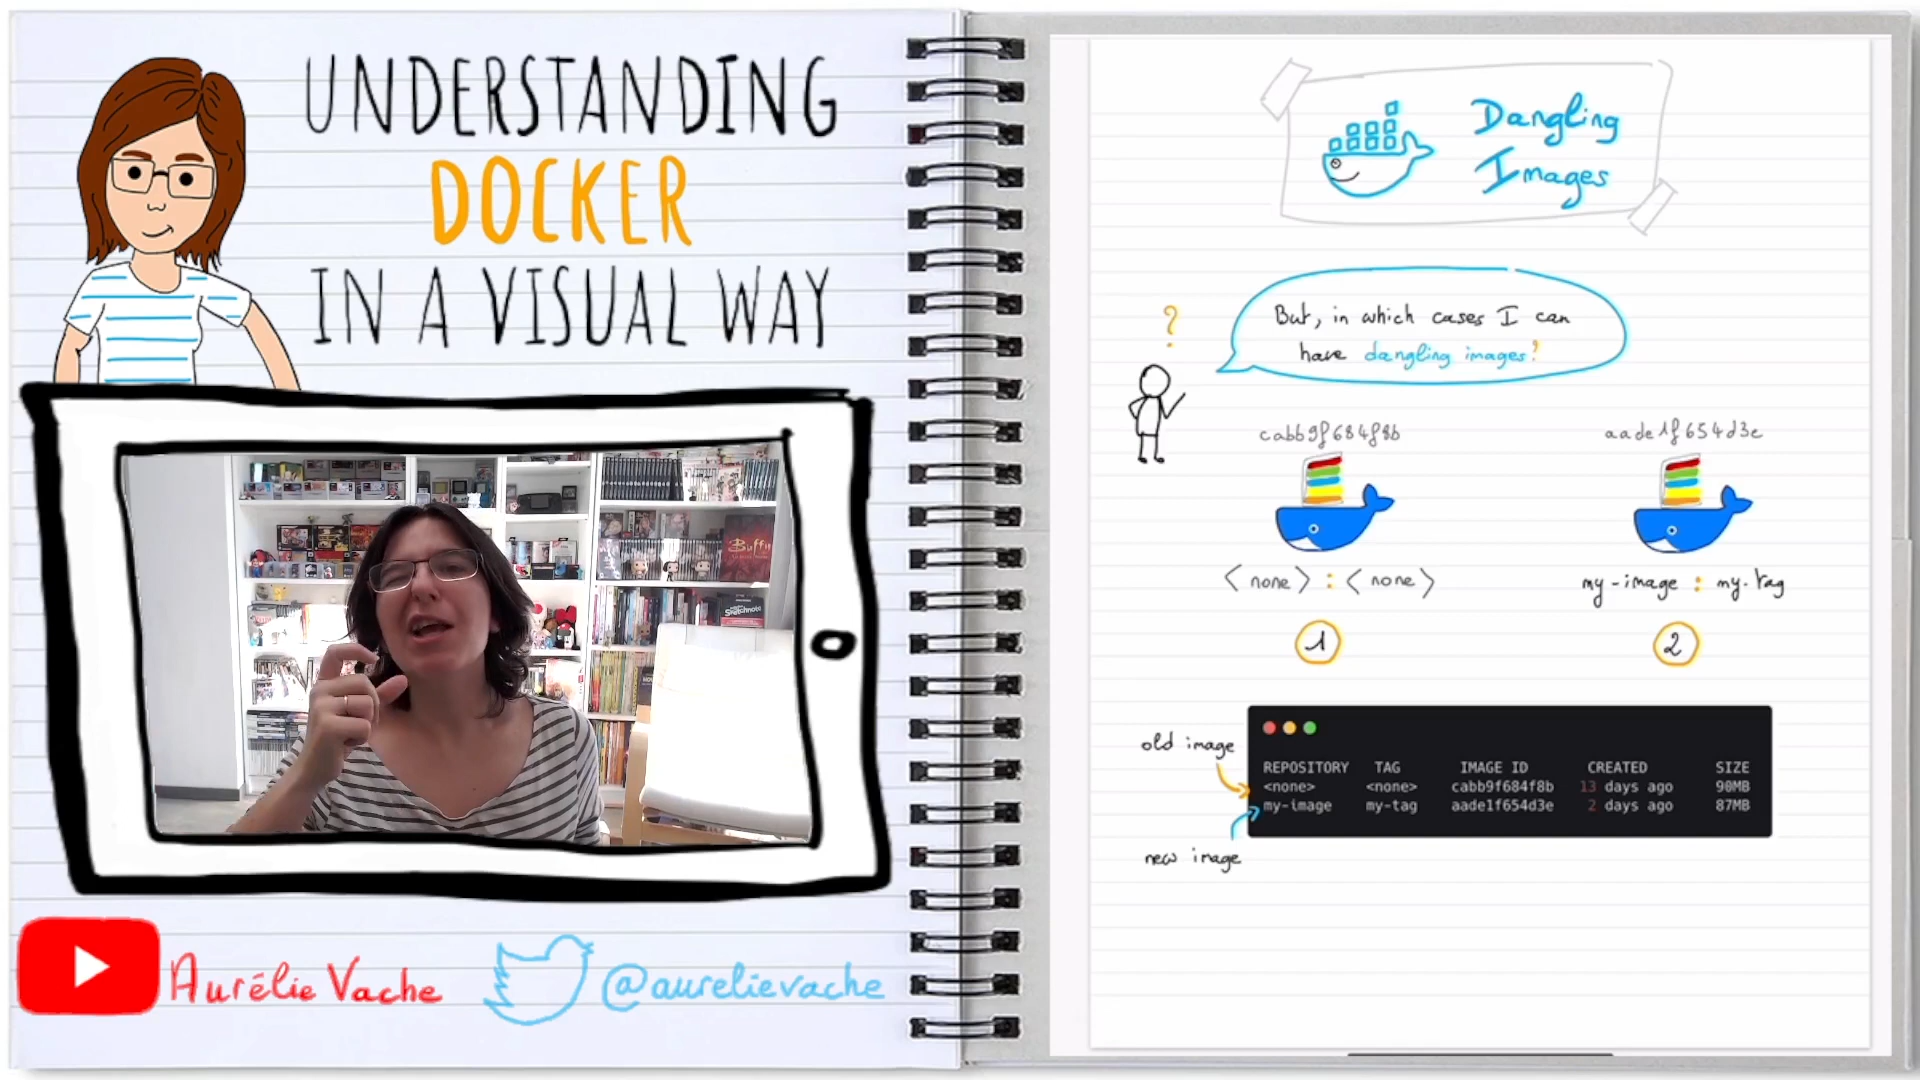 UNDERSTANDING
DOCKER
IN A VISUAL WAY
Buffy
Sketchnote
Aurélie Vache
@aurelievache
Dangling
Images
?
But, in which cases I can
have dangling images?
cabb9f684f8b
aade1f654d3e
<none> : <none>
my-image : my-tag
1
2
old image
new image
REPOSITORY TAG IMAGE ID CREATED SIZE
<none> <none> cabb9f684f8b 13 days ago 90MB
my-image my-tag aade1f654d3e 2 days ago 87MB